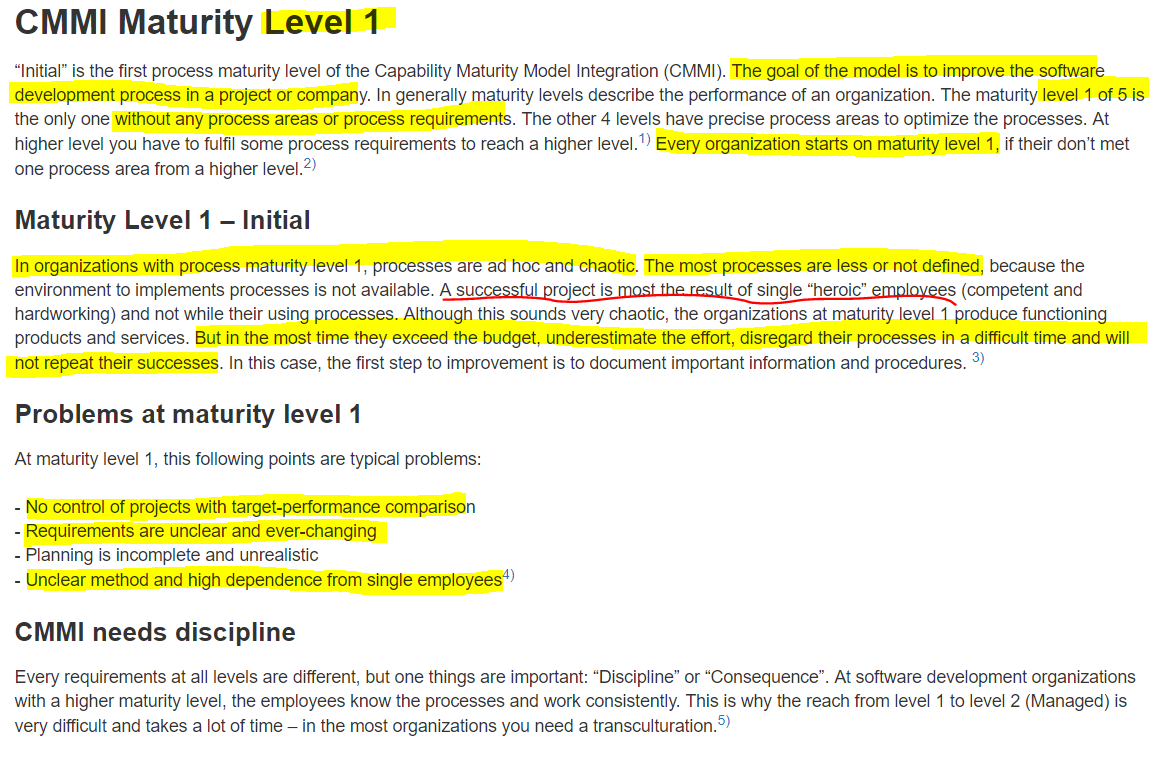 CMMI Maturity Level 1
“Initial” is the first process maturity level of the Capability Maturity Model Integration (CMMI). The goal of the model is to improve the software
development process in a project or company. In generally maturity levels describe the performance of an organization. The maturity level 1 of 5 is
the only one without any process areas or process requirements. The other 4 levels have precise process areas to optimize the processes. At
higher level you have to fulfil some process requirements to reach a higher level.1) Every organization starts on maturity level 1, if their don’t met
one process area from a higher level.2)
Maturity Level 1 – Initial
In organizations with process maturity level 1, processes are ad hoc and chaotic. The most processes are less or not defined, because the
environment to implements processes is not available. A successful project is most the result of single “heroic” employees (competent and
hardworking) and not while their using processes. Although this sounds very chaotic, the organizations at maturity level 1 produce functioning
products and services. But in the most time they exceed the budget, underestimate the effort, disregard their processes in a difficult time and will
not repeat their successes. In this case, the first step to improvement is to document important information and procedures. 3)
Problems at maturity level 1
At maturity level 1, this following points are typical problems:
- No control of projects with target-performance comparison
- Requirements are unclear and ever-changing
- Planning is incomplete and unrealistic
- Unclear method and high dependence from single employees4)
CMMI needs discipline
Every requirements at all levels are different, but one things are important: “Discipline” or “Consequence”. At software development organizations
with a higher maturity level, the employees know the processes and work consistently. This is why the reach from level 1 to level 2 (Managed) is
very difficult and takes a lot of time – in the most organizations you need a transculturation.5)